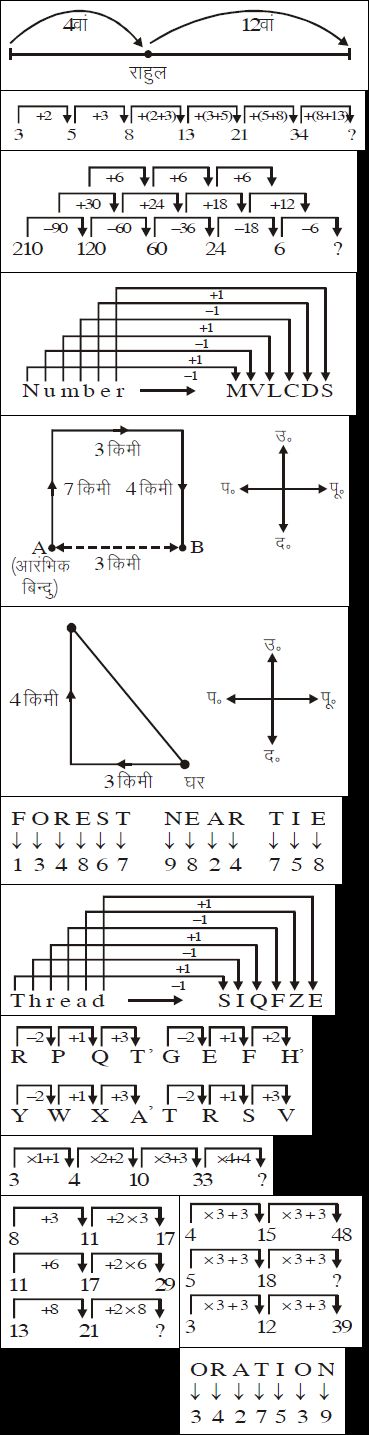 4वां 12वां
राहुल
+2 +3 +(2+3) +(3+5) +(5+8) +(8+13)
3 5 8 13 21 34 ?
+6 +6 +6
+30 +24 +18 +12
−90 −60 −36 −18 −6
210 120 60 24 6 ?
+1
−1
+1
−1
+1
−1
Number MVLCDS
3 किमी
7 किमी 4 किमी
A B
3 किमी
(आरंभिक
बिन्दु)
उ॰
प॰ पू॰
द॰
4 किमी
3 किमी घर
उ॰
प॰ पू॰
द॰
F O R E S T N E A R T I E
1 3 4 8 6 7 9 8 2 4 7 5 8
+1
−1
+1
−1
+1
−1
Thread SIQFZE
−2 +1 +3 −2 +1 +2
R P Q T, G E F H,
−2 +1 +3 −2 +1 +3
Y W X A, T R S V
×1+1 ×2+2 ×3+3 ×4+4
3 4 10 33 ?
+3 +2×3
8 11 17
+6 +2×6
11 17 29
+8 +2×8
13 21 ?
×3+3 ×3+3
4 15 48
×3+3 ×3+3
5 18 ?
×3+3 ×3+3
3 12 39
O R A T I O N
3 4 2 7 5 3 9